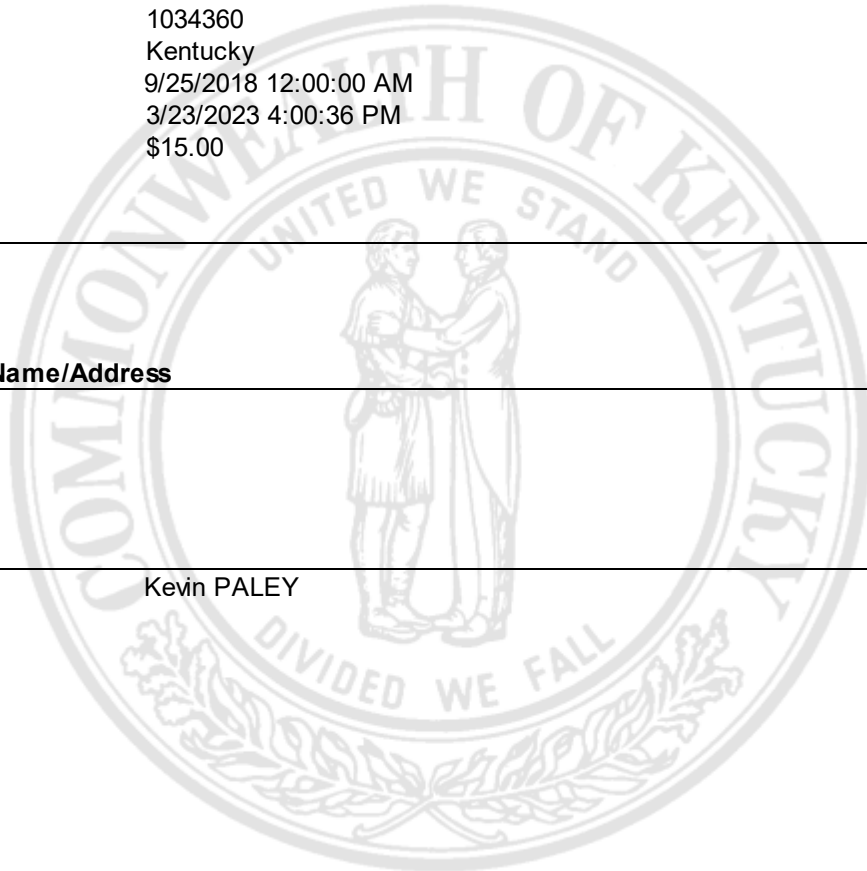 1034360
Kentucky
9/25/2018 12:00:00 AM
3/23/2023 4:00:36 PM
$15.00
COMMONWEALTH OF KENTUCKY
UNITED WE STAND
Name/Address
Kevin PALEY
DIVIDED WE FALL